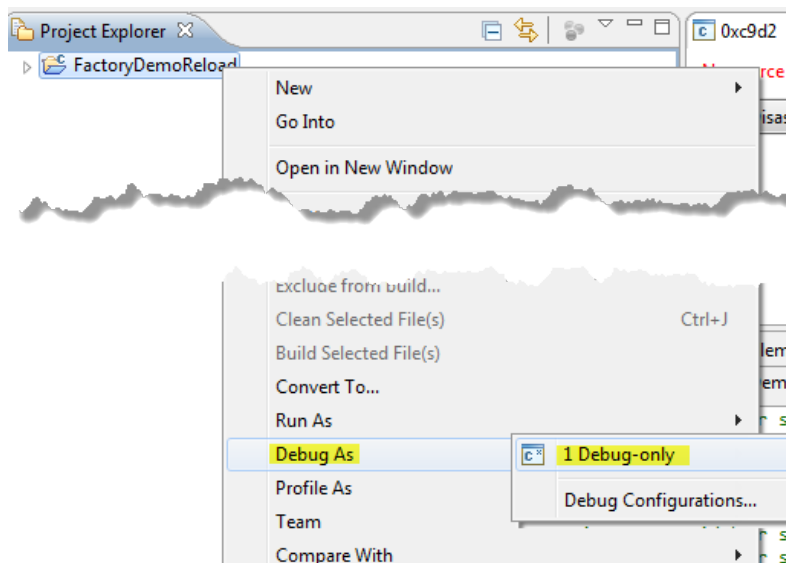 Project Explorer
0xc9d2
FactoryDemoReload
New
Go Into
Open in New Window
Exclude from build...
Clean Selected File(s) Ctrl+J
Build Selected File(s)
Convert To...
Run As
Debug As
1 Debug-only
Profile As
Debug Configurations...
Team
Compare With